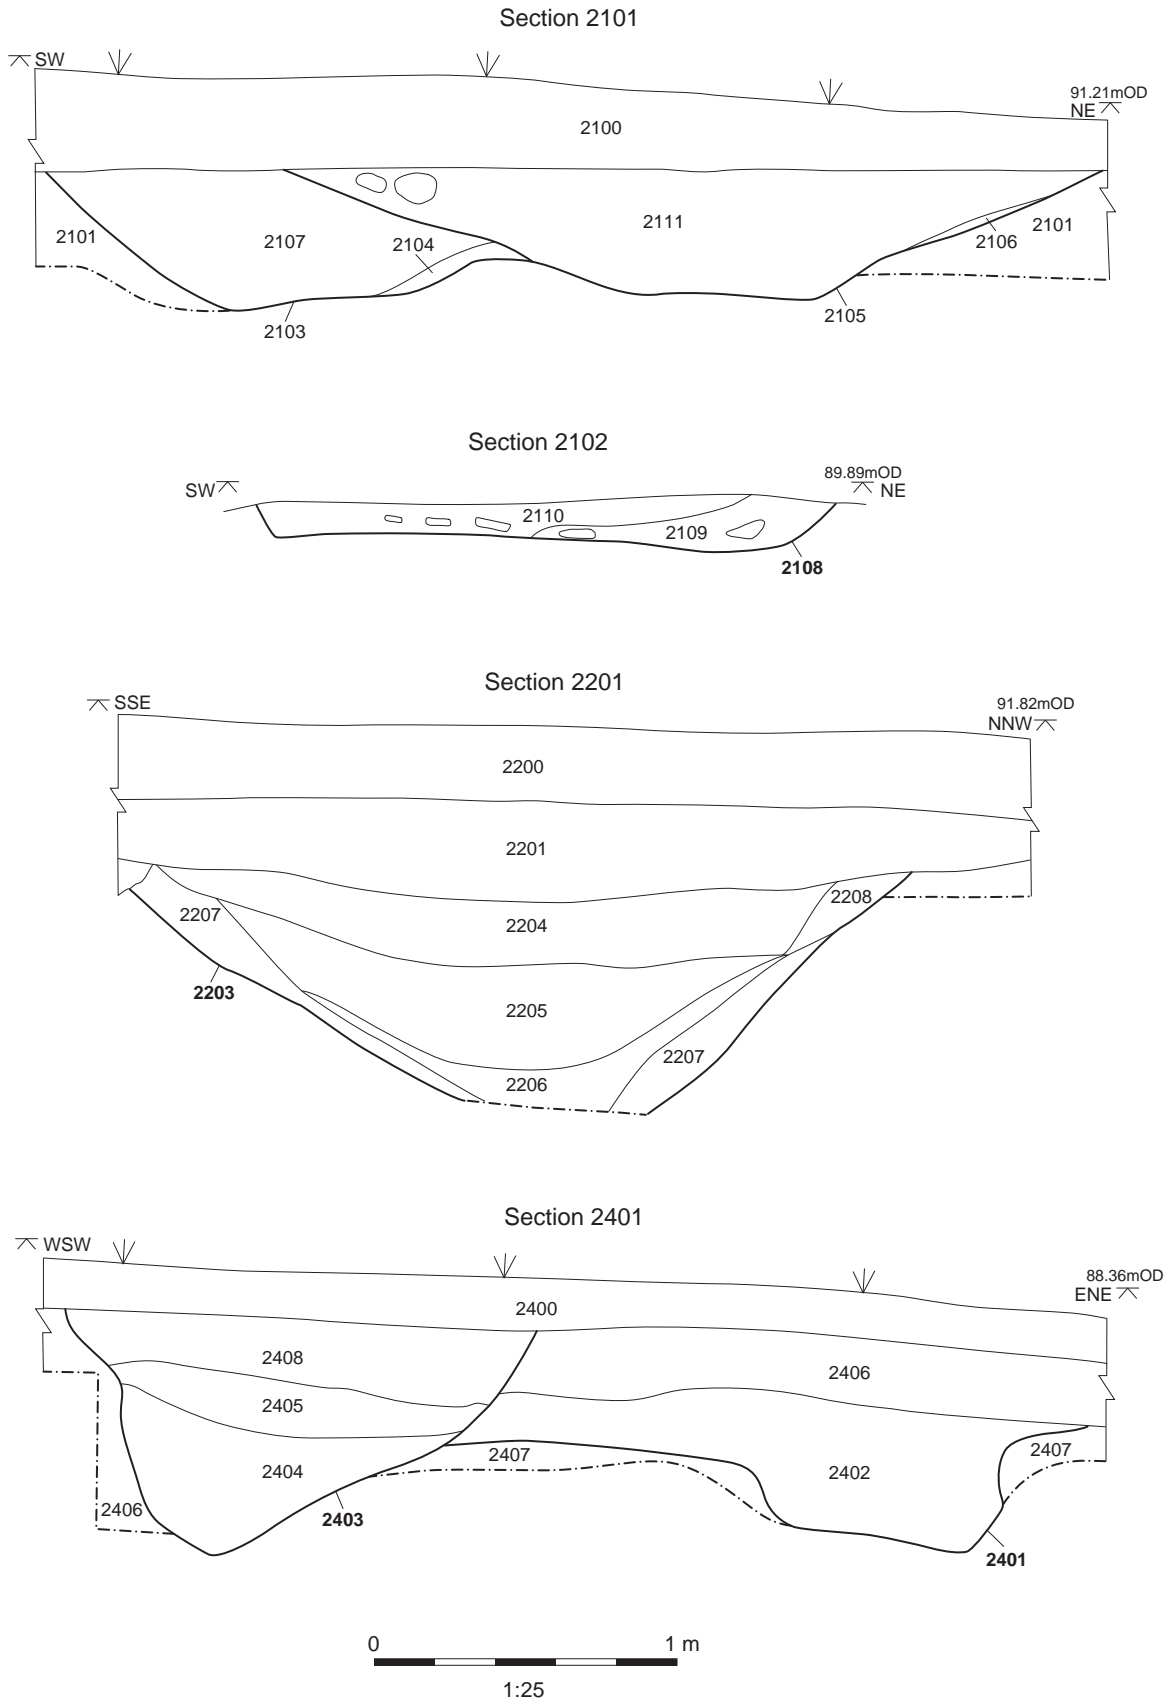 Section 2101
SW
91.21mOD
NE
2100
2101
2107
2104
2111
2106
2101
2103
2105
Section 2102
SW
89.89mOD
NE
2110
2109
2108
Section 2201
SSE
91.82mOD
NNW
2200
2201
2208
2207
2204
2203
2205
2207
2206
Section 2401
WSW
88.36mOD
ENE
2400
2408
2406
2405
2407
2407
2404
2402
2406
2403
2401
0 1 m
1:25